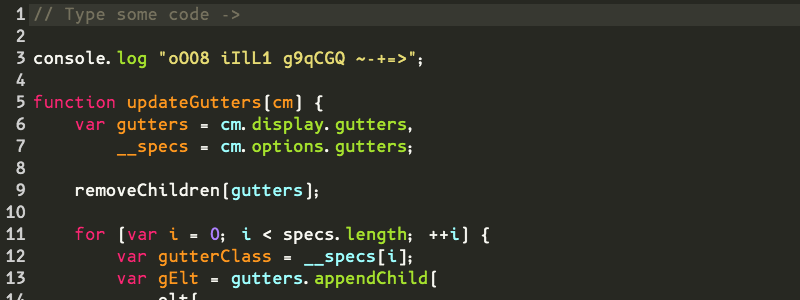 1 // Type some code ->
2
3 console.log "oO08 iIlL1 g9qCGQ ~-+=>";
4
5 function updateGutters[cm] {
6     var gutters = cm.display.gutters,
7         __specs = cm.options.gutters;
8
9     removeChildren[gutters];
10
11     for [var i = 0; i < specs.length; ++i] {
12         var gutterClass = __specs[i];
13         var gElt = gutters.appendChild[
14             elt[